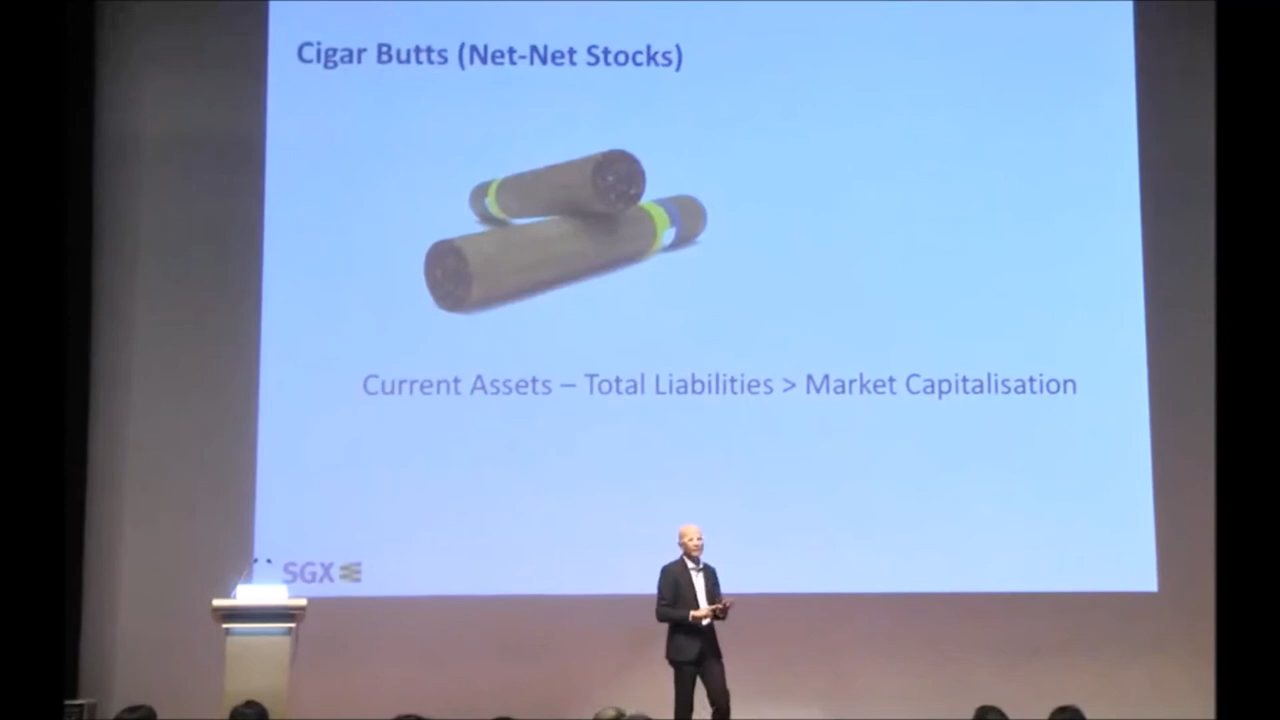 Cigar Butts (Net-Net Stocks)
Current Assets – Total Liabilities > Market Capitalisation
SGX